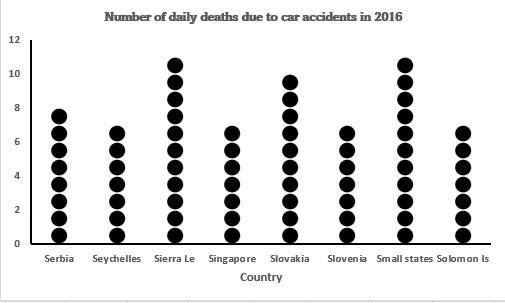 Number of daily deaths due to car accidents in 2016
12
10
8
6
4
2
0
Serbia Seychelles Sierra Le Singapore Slovakia Slovenia Small states Solomon Is
Country